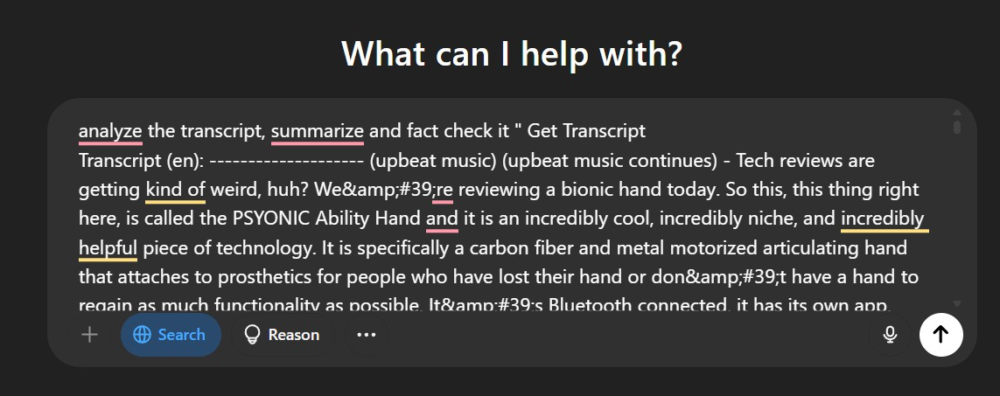 What can I help with?
analyze the transcript, summarize and fact check it " Get Transcript
Transcript (en): -------------------- (upbeat music) (upbeat music continues) - Tech reviews are
getting kind of weird, huh? We&amp;#39;re reviewing a bionic hand today. So this, this thing right
here, is called the PSYONIC Ability Hand and it is an incredibly cool, incredibly niche, and incredibly
helpful piece of technology. It is specifically a carbon fiber and metal motorized articulating hand
that attaches to prosthetics for people who have lost their hand or don&amp;#39;t have a hand to
regain as much functionality as possible. It&amp;#39;s Bluetooth connected, it has its own app,
Search Reason